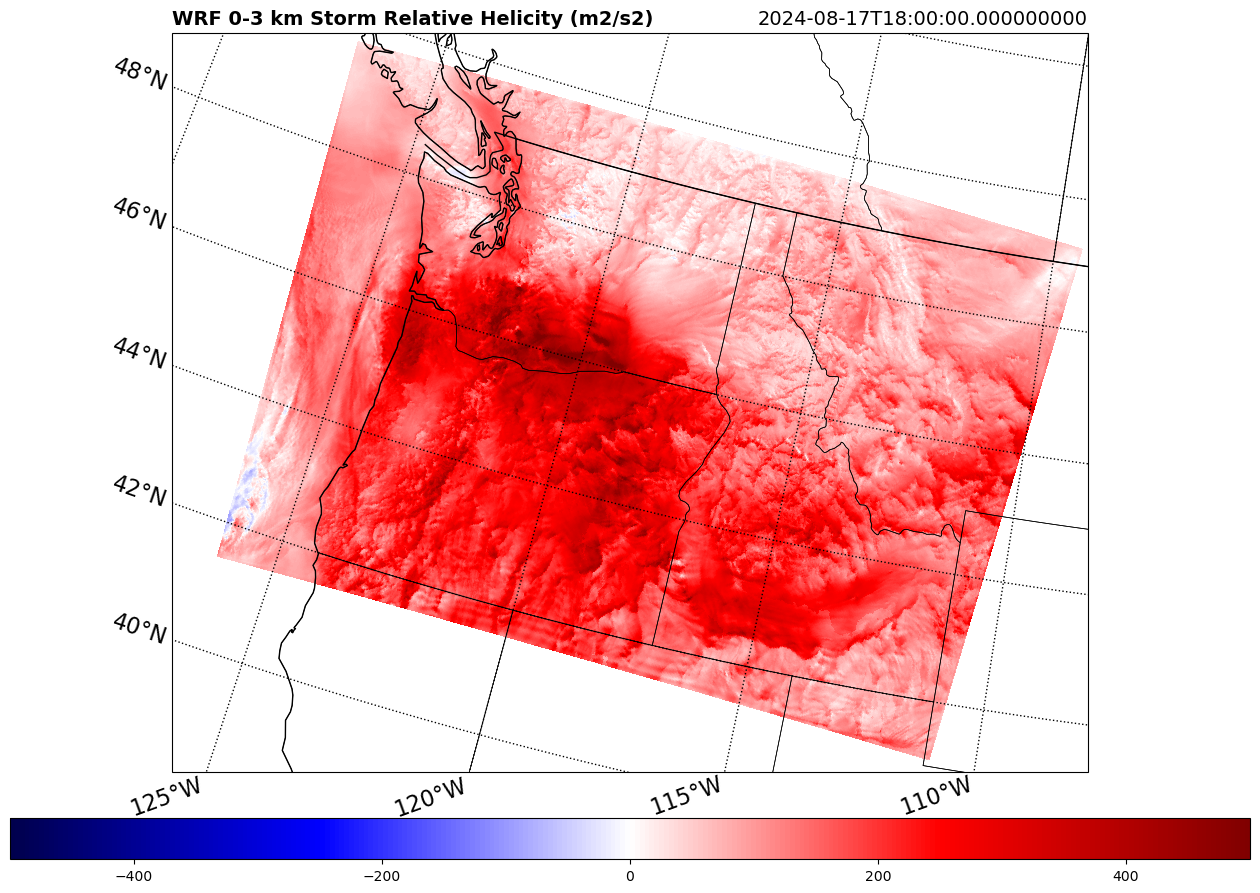 WRF 0-3 km Storm Relative Helicity (m2/s2) 2024-08-17T18:00:00.000000000
48°N
46°N
44°N
42°N
40°N
125°W 120°W 115°W 110°W
−400 −200 0 200 400